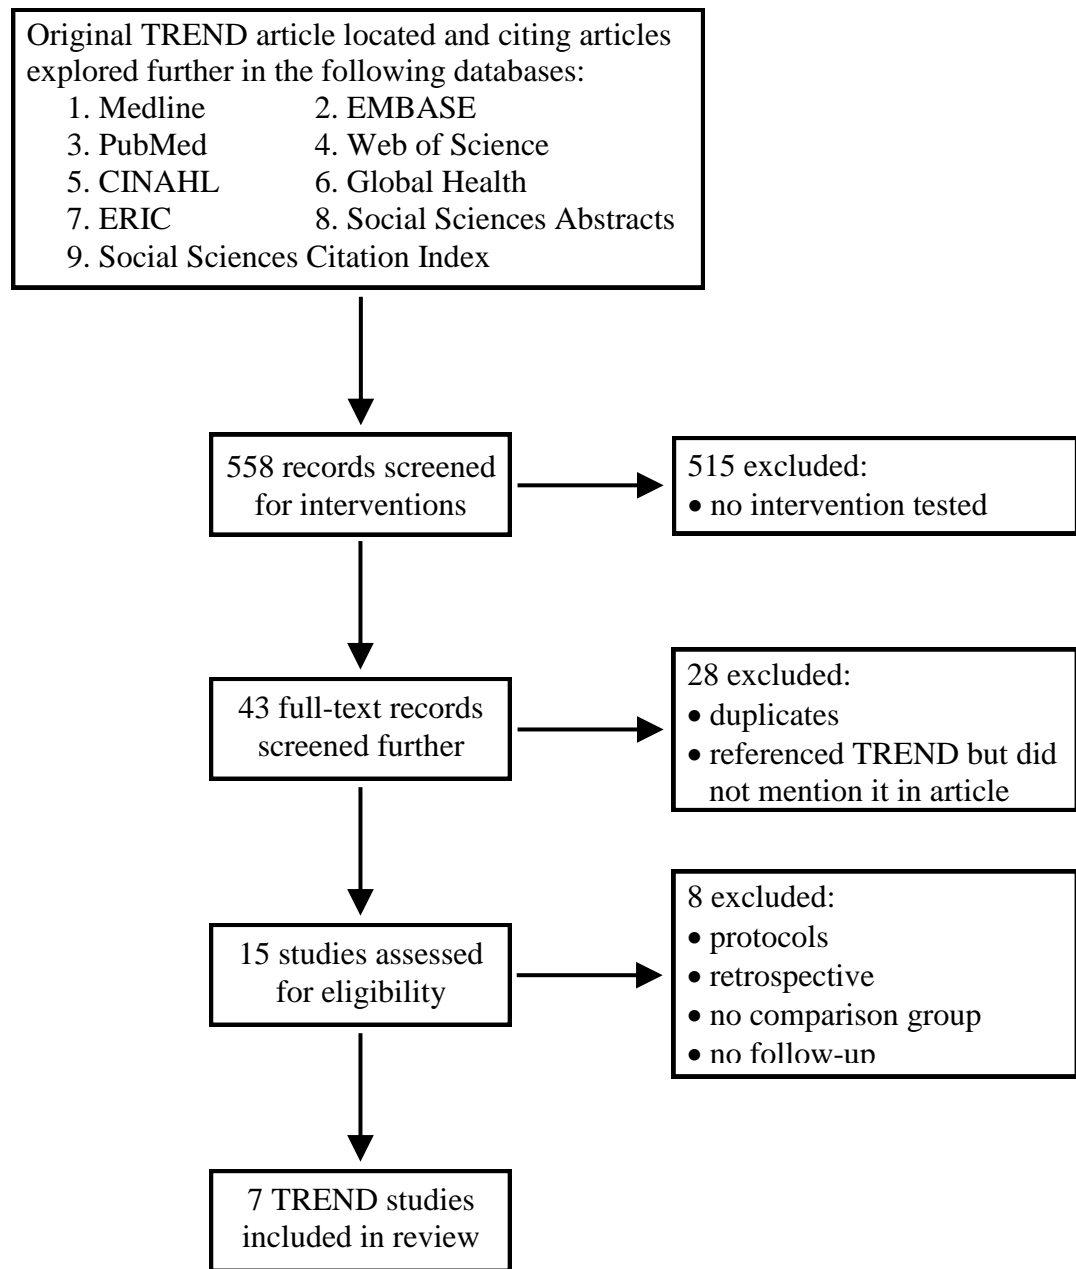 Original TREND article located and citing articles
explored further in the following databases:
1. Medline 2. EMBASE
3. PubMed 4. Web of Science
5. CINAHL 6. Global Health
7. ERIC 8. Social Sciences Abstracts
9. Social Sciences Citation Index
558 records screened
for interventions
515 excluded:
• no intervention tested
43 full-text records
screened further
28 excluded:
• duplicates
• referenced TREND but did
not mention it in article
15 studies assessed
for eligibility
8 excluded:
• protocols
• retrospective
• no comparison group
• no follow-up
7 TREND studies
included in review